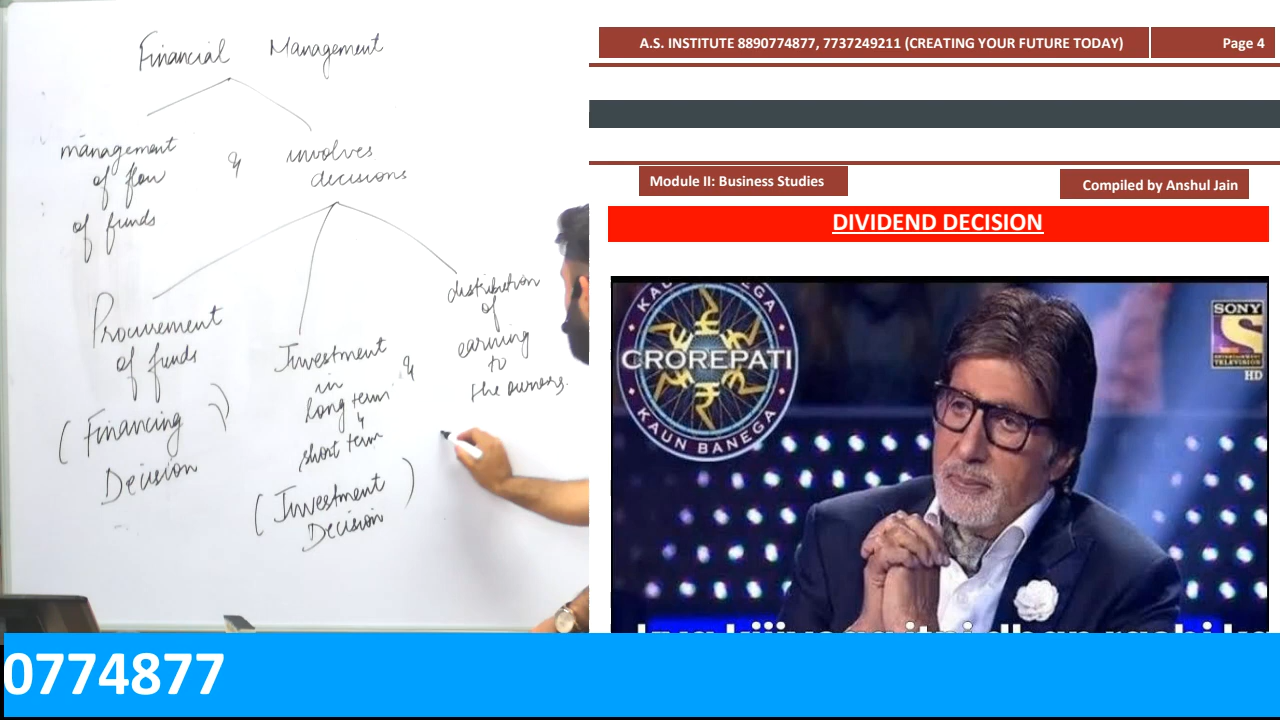 Financial Management
management
of flow
of funds
&
involves
decisions
Procurement
of funds
(Financing
Decision)
Investment
in
long term
&
short term
(Investment
Decision)
&
distribution
of
earning
to
the owners.
A.S. INSTITUTE 8890774877, 7737249211 (CREATING YOUR FUTURE TODAY)
Page 4
Module II: Business Studies
Compiled by Anshul Jain
DIVIDEND DECISION
KAUN BANEGA
CROREPATI
KAUN BANEGA
SONY
ENTERTAINMENT
TELEVISION
HD
0774877